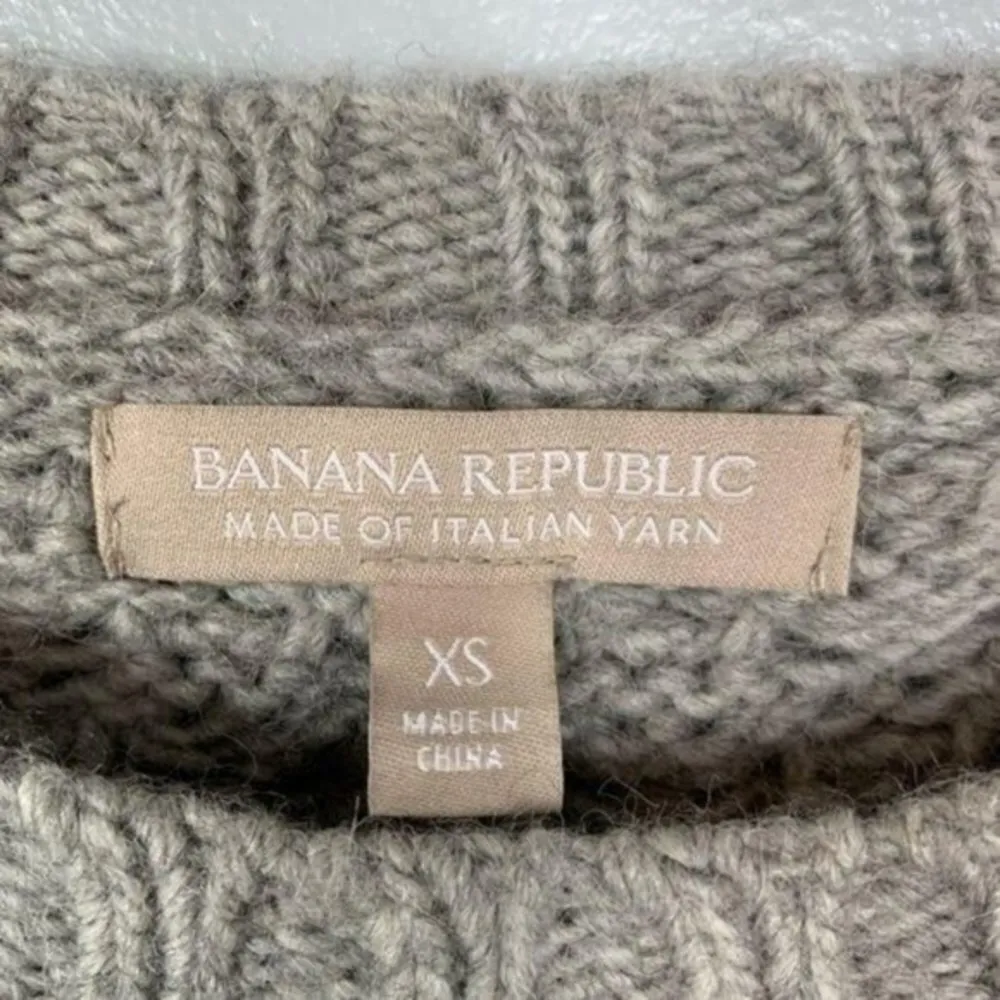 BANANA REPUBLIC
MADE OF ITALIAN YARN
XS
MADE IN
CHINA